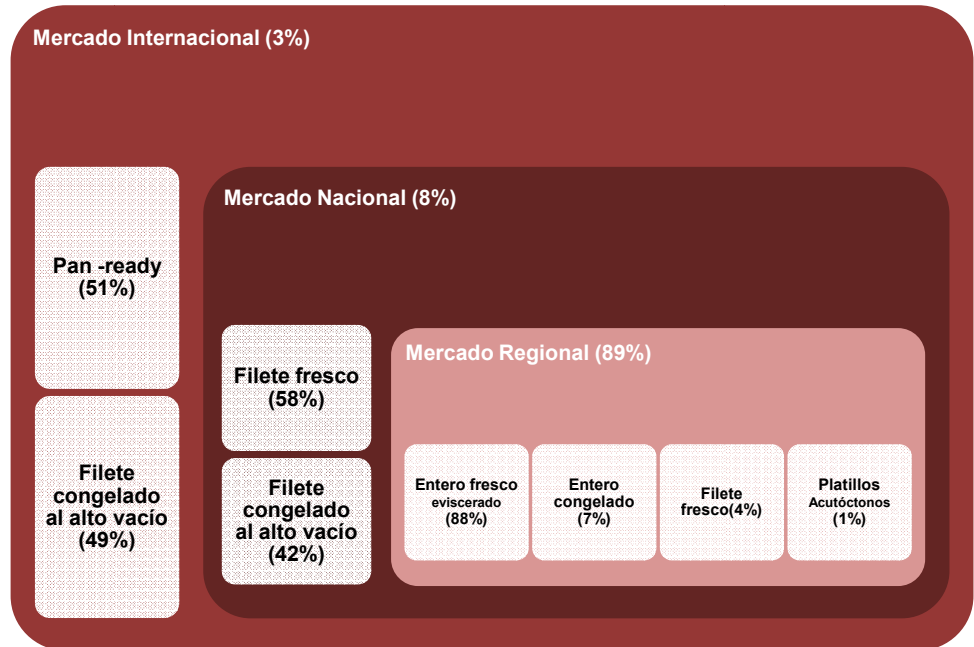 Mercado Internacional (3%)
Pan -ready
(51%)
Filete
congelado
al alto vacío
(49%)
Mercado Nacional (8%)
Filete fresco
(58%)
Filete
congelado
al alto vacío
(42%)
Mercado Regional (89%)
Entero fresco
eviscerado
(88%)
Entero
congelado
(7%)
Filete
fresco(4%)
Platillos
Acutóctonos
(1%)